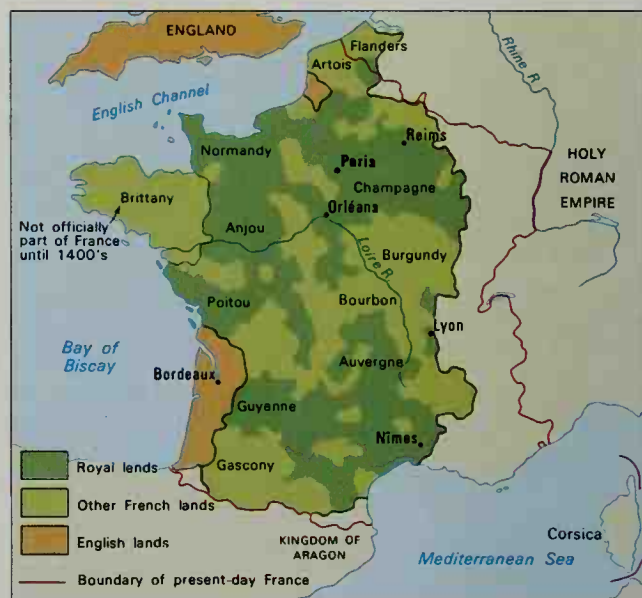 ENGLAND
Flanders
Artois
English Channel
Rhine R.
Normandy
Reims
Paris
HOLY
ROMAN
EMPIRE
Champagne
Brittany
Orléans
Not officially
part of France
until 1400's
Anjou
Loire R.
Burgundy
Poitou
Bourbon
Lyon
Bay of
Biscay
Auvergne
Bordeaux
Guyanne
Nîmes
Royal lends
Gascony
Other French lands
English lands
KINGDOM OF
ARAGON
Corsica
Mediterranean Sea
Boundary of present-day France